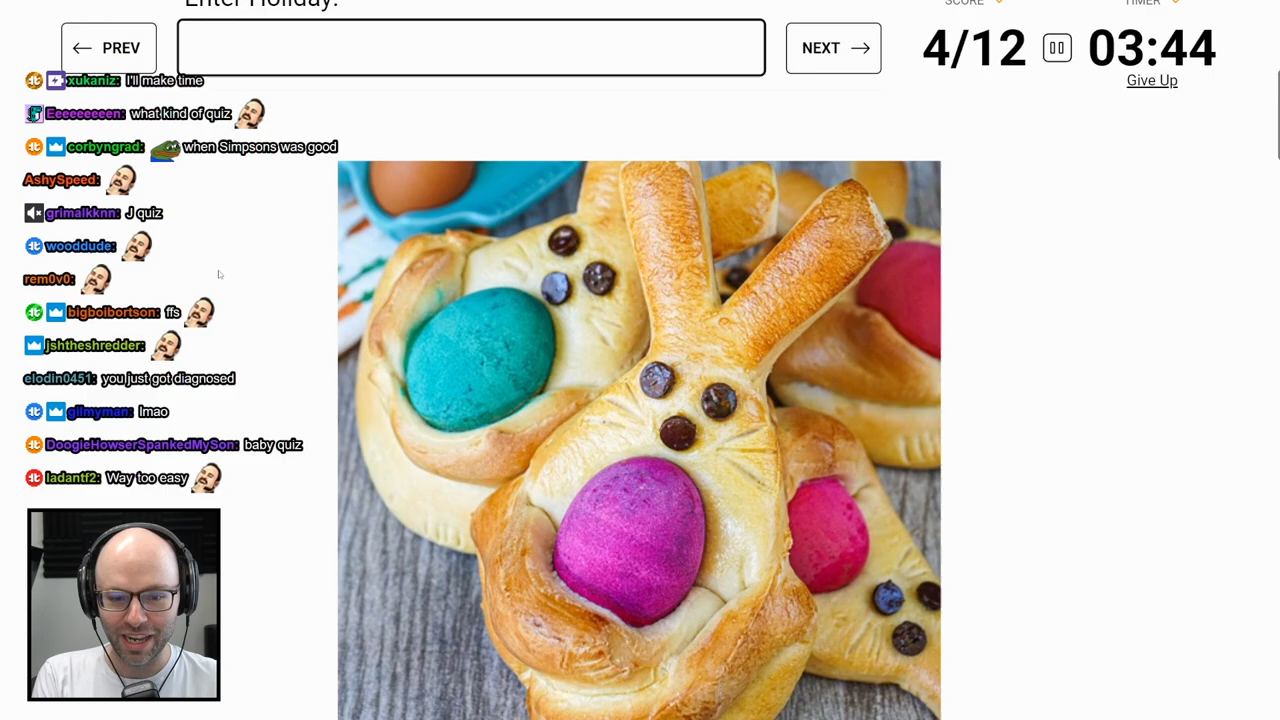 Enter Holiday:
SCORE
TIMER
← PREV
NEXT →
4/12
03:44
Give Up
xukaniz: I'll make time
Eeeeeeeeen: what kind of quiz
corbyngrad: when Simpsons was good
AshySpeed:
grimalkknn: J quiz
wooddude:
rem0v0:
bigboibortson: ffs
jshtheshredder:
elodin0451: you just got diagnosed
gilmyman: lmao
DoogieHowserSpankedMySon: baby quiz
ladantf2: Way too easy